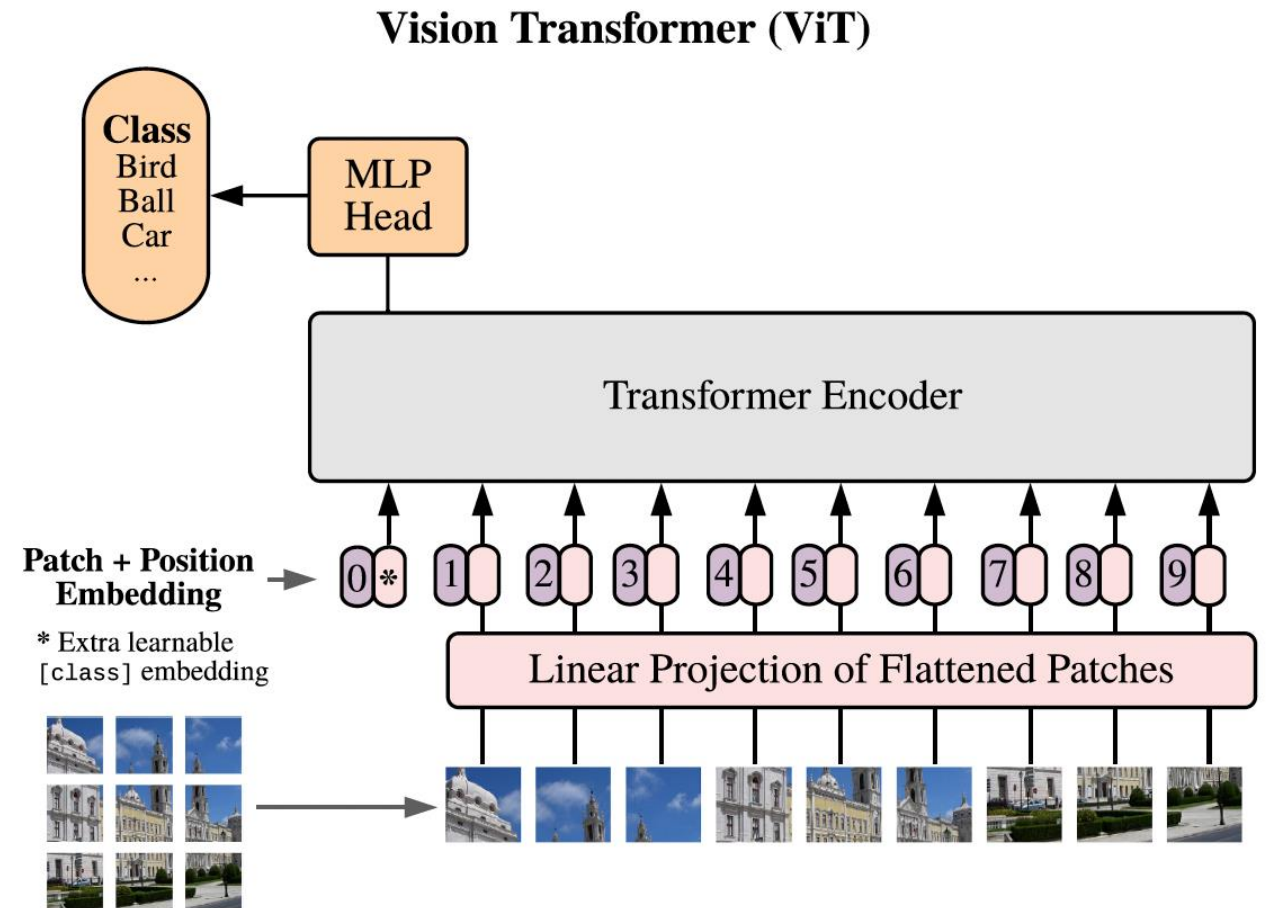 Vision Transformer (ViT)
Class
Bird
Ball
Car
...
MLP
Head
Transformer Encoder
Patch + Position
Embedding
0 * 1 2 3 4 5 6 7 8 9
* Extra learnable
[class] embedding
Linear Projection of Flattened Patches